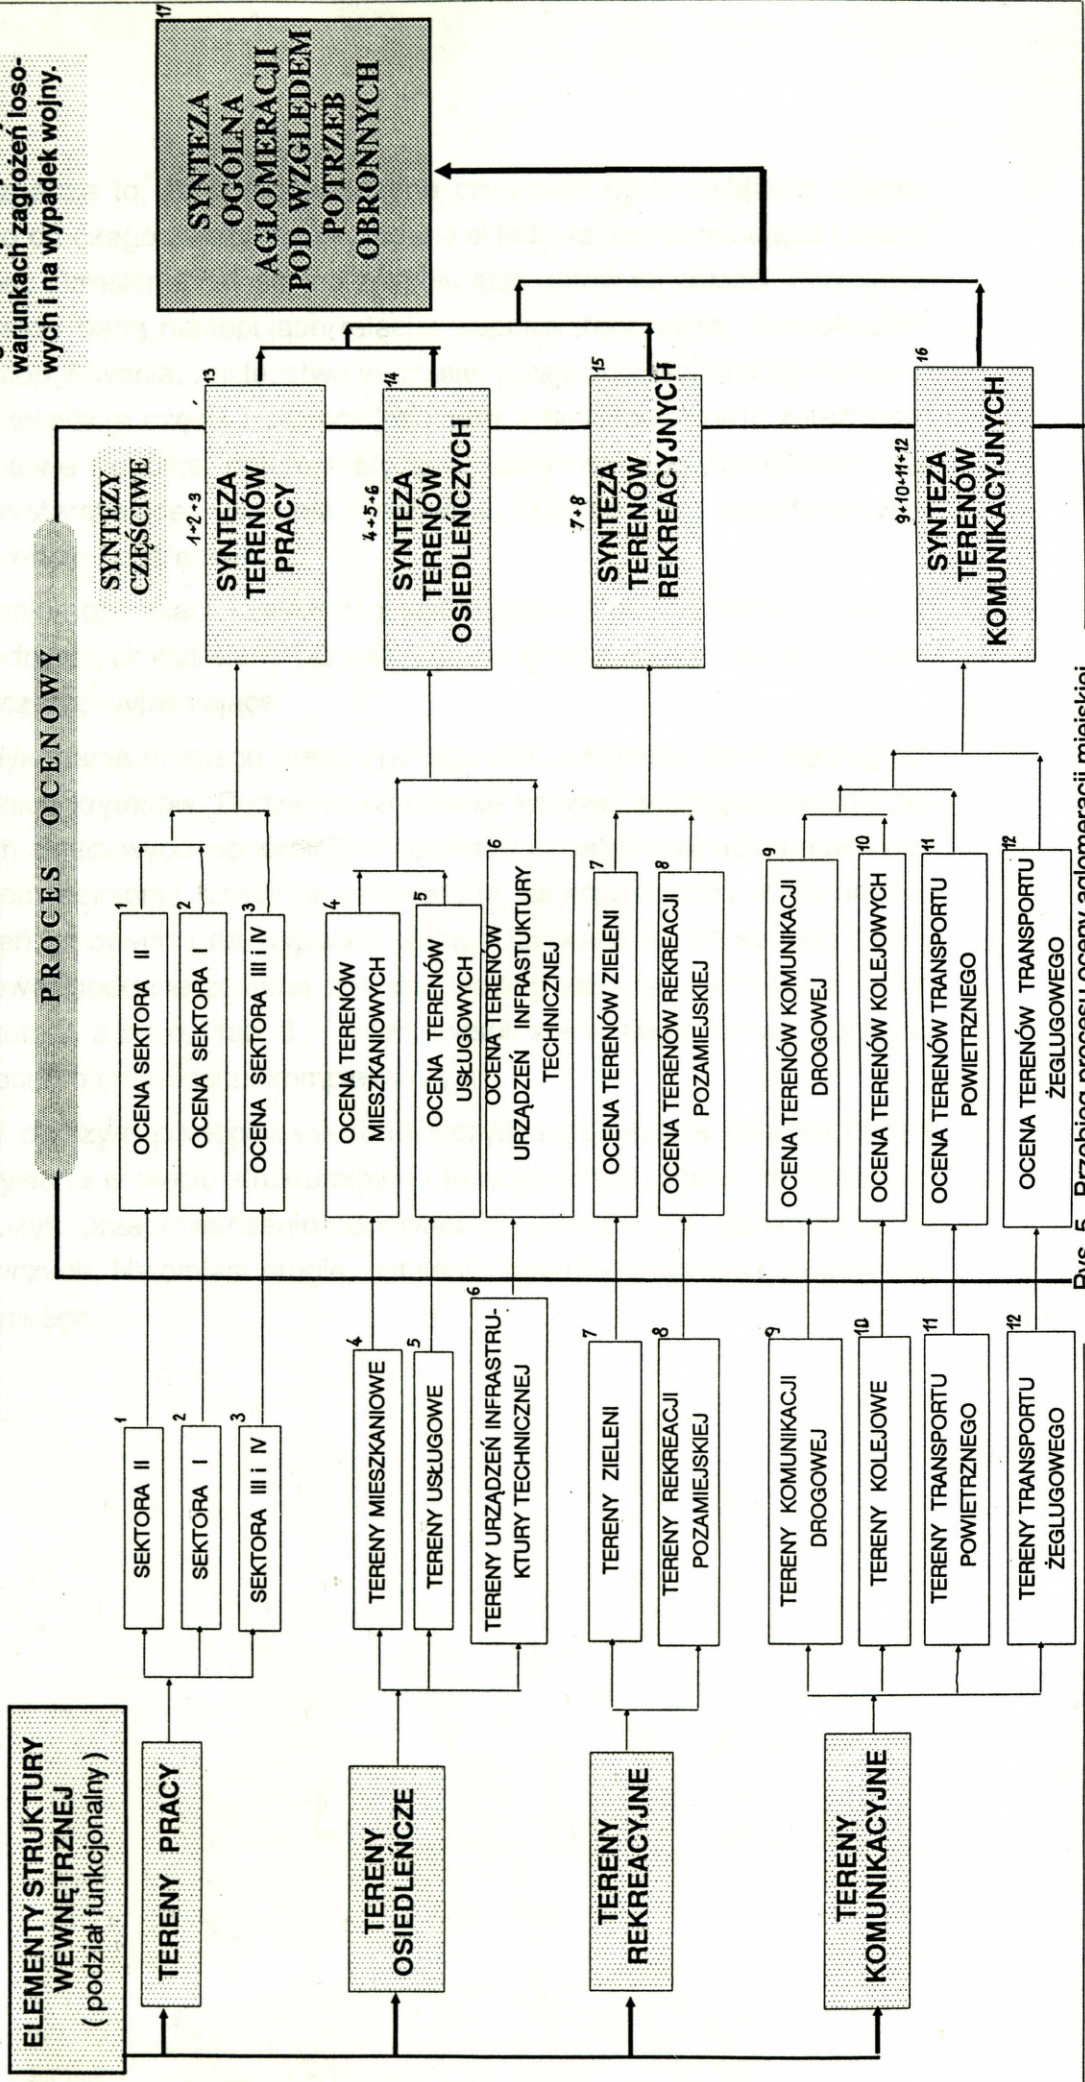 warunkach zagrożeń loso-
wych i na wypadek wojny.
PROCES OCENOWY
ELEMENTY STRUKTURY
WEWNĘTRZNEJ
( podział funkcjonalny )
SYNTEZY
CZĘŚCIWE
17
SYNTEZA
OGÓLNA
AGLOMERACJI
POD WZGLĘDEM
POTRZEB
OBRONNYCH
TERENY PRACY
1
SEKTORA II
2
SEKTORA I
3
SEKTORA III i IV
1
OCENA SEKTORA II
2
OCENA SEKTORA I
3
OCENA SEKTORA III i IV
1+2+3
13
SYNTEZA
TERENÓW
PRACY
TERENY
OSIEDLEŃCZE
4
TERENY MIESZKANIOWE
5
TERENY USŁUGOWE
6
TERENY URZĄDZEŃ INFRASTRU-
KTURY TECHNICZNEJ
4
OCENA TERENÓW
MIESZKANIOWYCH
5
OCENA TERENÓW
USŁUGOWYCH
6
OCENA TERENÓW
URZĄDZEŃ INFRASTUKTURY
TECHNICZNEJ
4+5+6
14
SYNTEZA
TERENÓW
OSIEDLEŃCZYCH
TERENY
REKREACYJNE
7
TERENY ZIELENI
8
TERENY REKREACJI
POZAMIEJSKIEJ
7
OCENA TERENÓW ZIELENI
8
OCENA TERENÓW REKREACJI
POZAMIEJSKIEJ
7+8
15
SYNTEZA
TERENÓW
REKREACYJNYCH
TERENY
KOMUNIKACYJNE
9
TERENY KOMUNIKACJI
DROGOWEJ
10
TERENY KOLEJOWE
11
TERENY TRANSPORTU
POWIETRZNEGO
12
TERENY TRANSPORTU
ŻEGLUGOWEGO
9
OCENA TERENÓW KOMUNIKACJI
DROGOWEJ
10
OCENA TERENÓW KOLEJOWYCH
11
OCENA TERENÓW TRANSPORTU
POWIETRZNEGO
12
OCENA TERENÓW TRANSPORTU
ŻEGLUGOWEGO
9+10+11+12
16
SYNTEZA
TERENÓW
KOMUNIKACYJNYCH
Rys. 5. Przebieg procesu oceny aglomeracji miejskiej